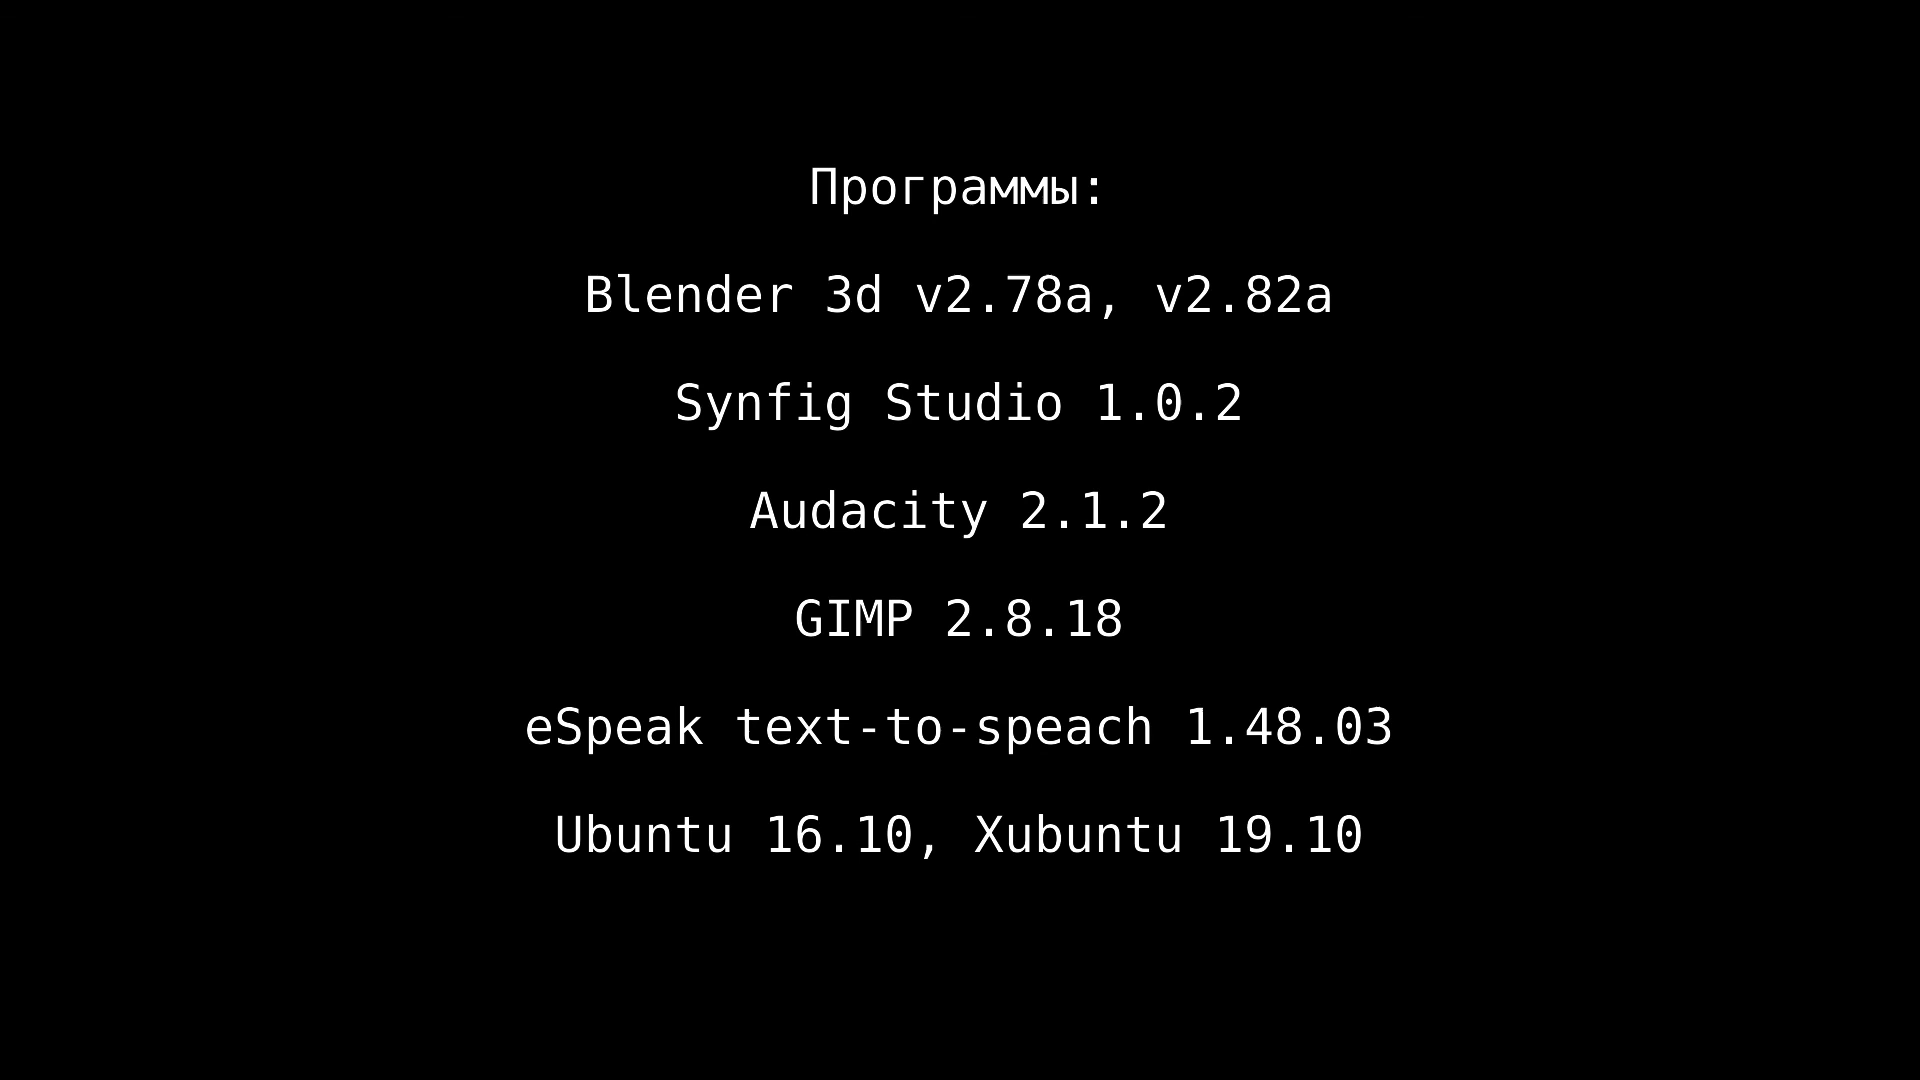 Программы:
Blender 3d v2.78a, v2.82a
Synfig Studio 1.0.2
Audacity 2.1.2
GIMP 2.8.18
eSpeak text-to-speach 1.48.03
Ubuntu 16.10, Xubuntu 19.10